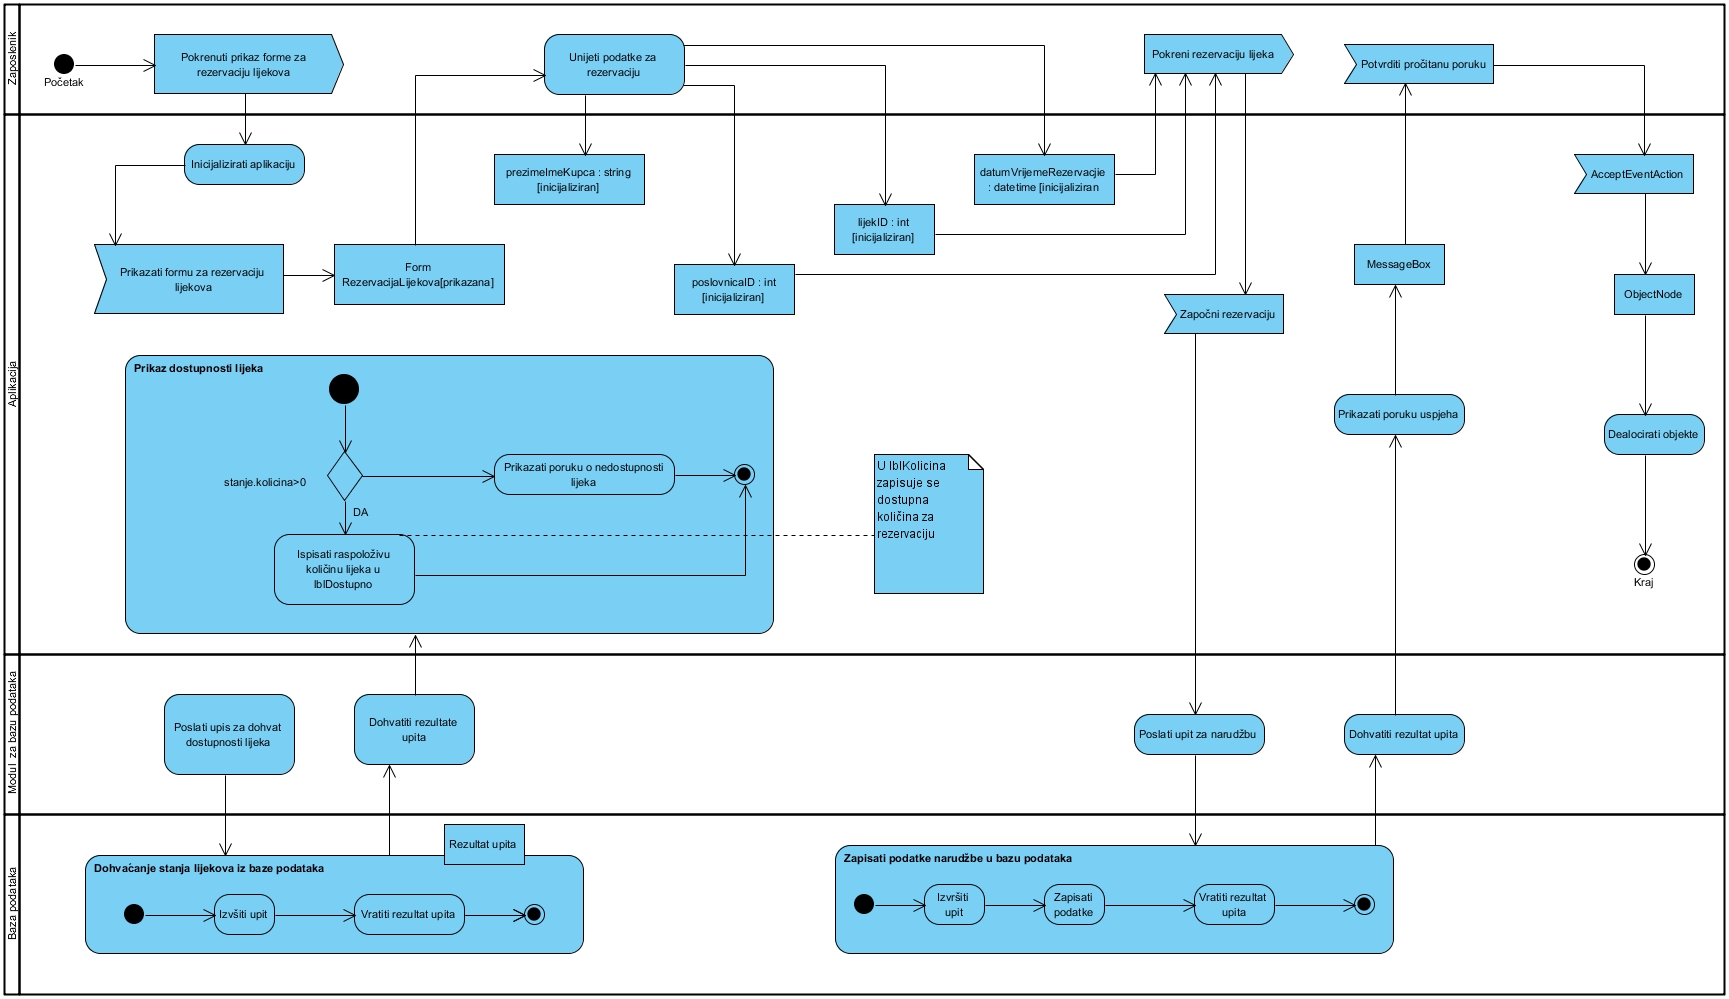 Zaposlenik
Početak
Pokrenuti prikaz forme za
rezervaciju lijekova
Unijeti podatke za
rezervaciju
Pokreni rezervaciju lijeka
Potvrditi pročitanu poruku
Aplikacija
Inicijalizirati aplikaciju
prezimeImeKupca : string
[inicijaliziran]
datumVrijemeRezervacjie
: datetime [inicijaliziran
AcceptEventAction
lijekID : int
[inicijaliziran]
Prikazati formu za rezervaciju
lijekova
Form
RezervacijaLijekova[prikazana]
poslovnicaID : int
[inicijaliziran]
Započni rezervaciju
MessageBox
ObjectNode
Prikaz dostupnosti lijeka
stanje.kolicina>0
DA
Prikazati poruku o nedostupnosti
lijeka
Ispisati raspoloživu
količinu lijeka u
lblDostupno
U lblKolicina
zapisuje se
dostupna
količina za
rezervaciju
Prikazati poruku uspjeha
Dealocirati objekte
Kraj
Modul za bazu podataka
Poslati upis za dohvat
dostupnosti lijeka
Dohvatiti rezultate
upita
Poslati upit za narudžbu
Dohvatiti rezultat upita
Baza podataka
Rezultat upita
Dohvaćanje stanja lijekova iz baze podataka
Izvšiti upit
Vratiti rezultat upita
Zapisati podatke narudžbe u bazu podataka
Izvršiti
upit
Zapisati
podatke
Vratiti rezultat
upita